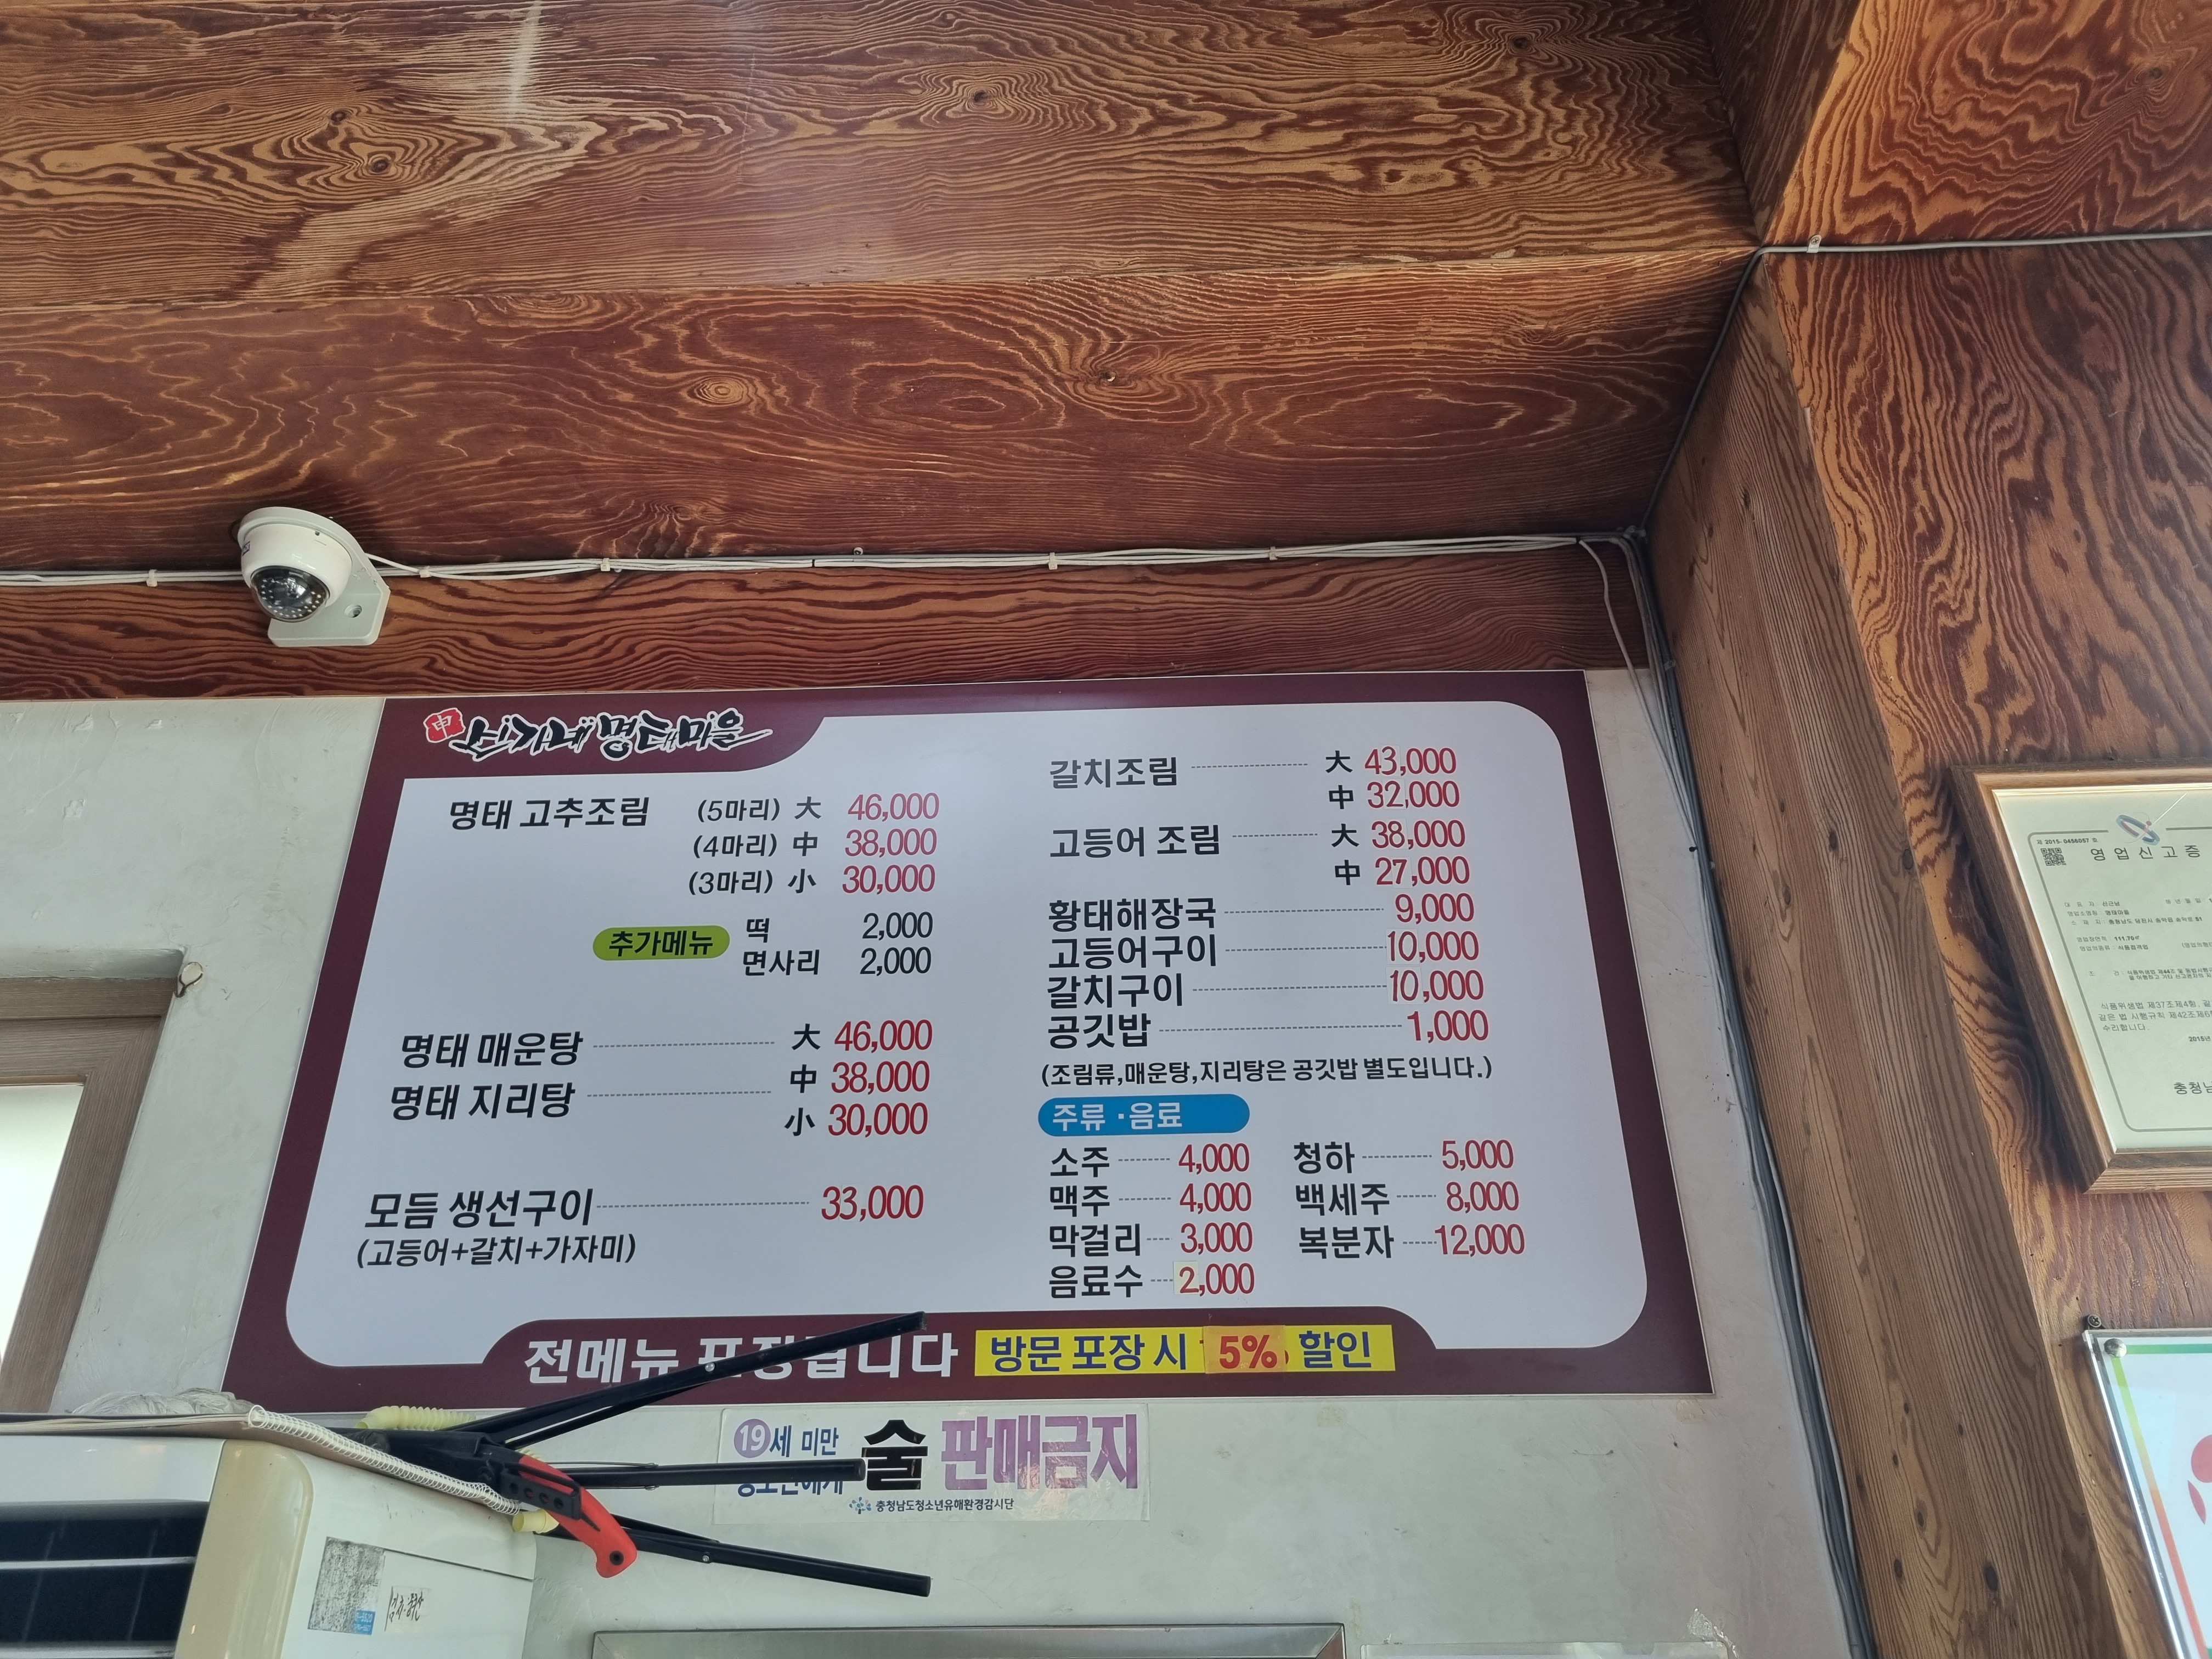 申 신가네 명태마을
명태 고추조림 (5마리) 大 46,000
(4마리) 中 38,000
(3마리) 小 30,000
추가메뉴 떡 2,000
면사리 2,000
명태 매운탕 大 46,000
명태 지리탕 中 38,000
小 30,000
모듬 생선구이 33,000
(고등어+갈치+가자미)
갈치조림 大 43,000
中 32,000
고등어 조림 大 38,000
中 27,000
황태해장국 9,000
고등어구이 10,000
갈치구이 10,000
공깃밥 1,000
(조림류,매운탕,지리탕은 공깃밥 별도입니다.)
주류·음료
소주 4,000 청하 5,000
맥주 4,000 백세주 8,000
막걸리 3,000 복분자 12,000
음료수 2,000
전메뉴 포장됩니다 방문 포장 시 5% 할인
19세 미만
청소년에게 술 판매금지
충청남도청소년유해환경감시단
영업신고증